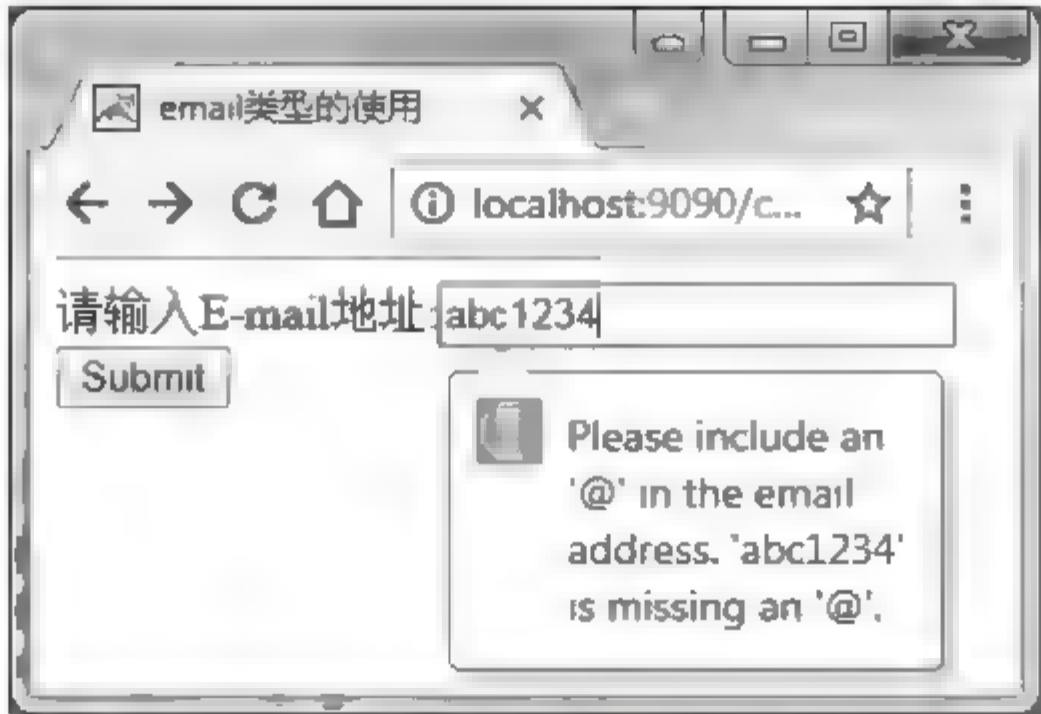 email类型的使用
localhost:9090/c...
请输入E-mail地址:abc1234
Submit
Please include an
'@' in the email
address. 'abc1234'
is missing an '@'.